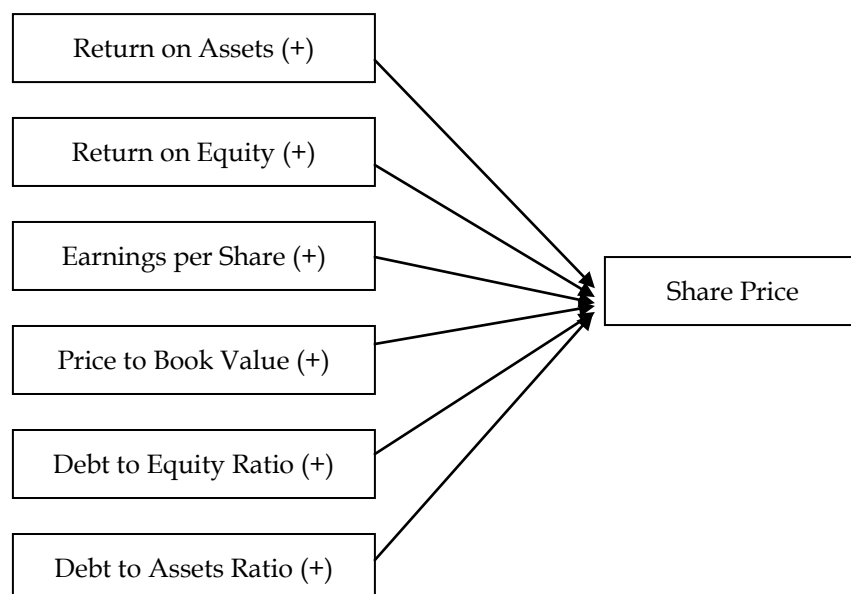 Return on Assets (+)
Return on Equity (+)
Earnings per Share (+)
Share Price
Price to Book Value (+)
Debt to Equity Ratio (+)
Debt to Assets Ratio (+)